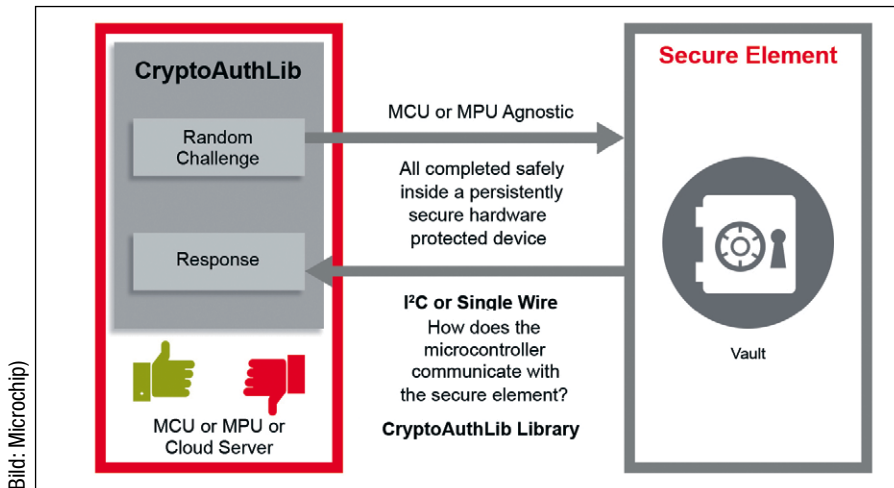 CryptoAuthLib
Random
Challenge
Response
MCU or MPU or
Cloud Server
MCU or MPU Agnostic
All completed safely
inside a persistently
secure hardware
protected device
I²C or Single Wire
How does the
microcontroller
communicate with
the secure element?
CryptoAuthLib Library
Secure Element
Vault
Bild: Microchip)